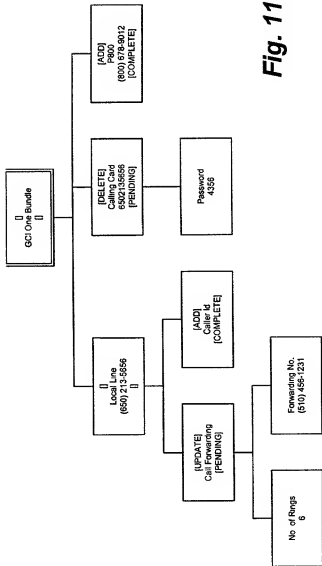 []
GCI One Bundle
[]
[]
Local Line
(650) 213-5656
[]
[DELETE]
Calling Card
6502135656
[PENDING]
[ADD]
P800
(800) 678-9012
[COMPLETE]
[UPDATE]
Call Forwarding
[PENDING]
[ADD]
Caller Id
[COMPLETE]
Password
4356
No of Rings
6
Forwarding No.
(510) 456-1231
Fig. 11